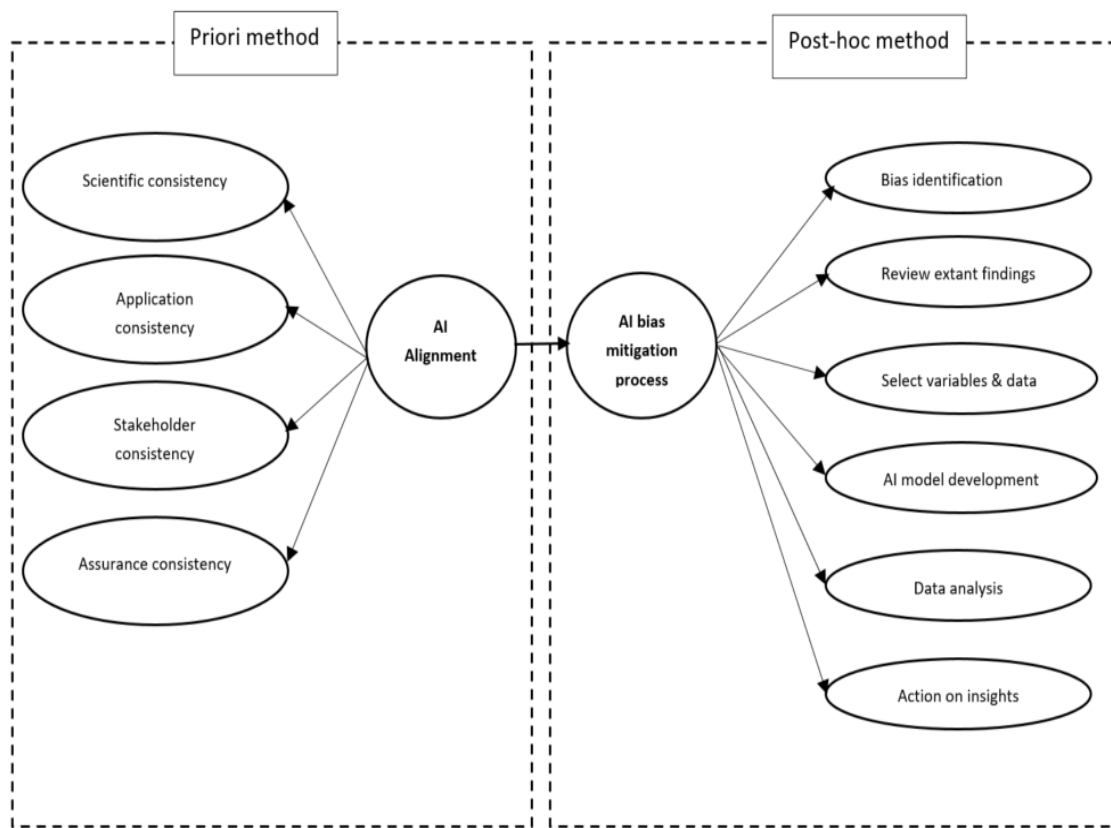 Priori method
Post-hoc method
Scientific consistency
Application
consistency
Stakeholder
consistency
Assurance consistency
AI
Alignment
AI bias
mitigation
process
Bias identification
Review extant findings
Select variables & data
AI model development
Data analysis
Action on insights